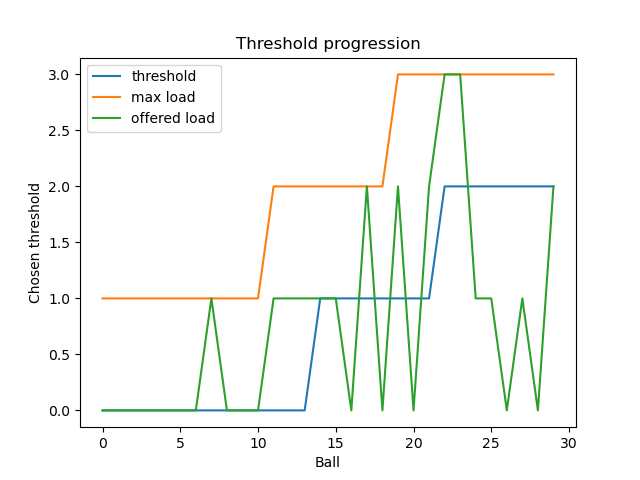 Threshold progression
threshold
max load
offered load
Chosen threshold
3.0
2.5
2.0
1.5
1.0
0.5
0.0
0 5 10 15 20 25 30
Ball